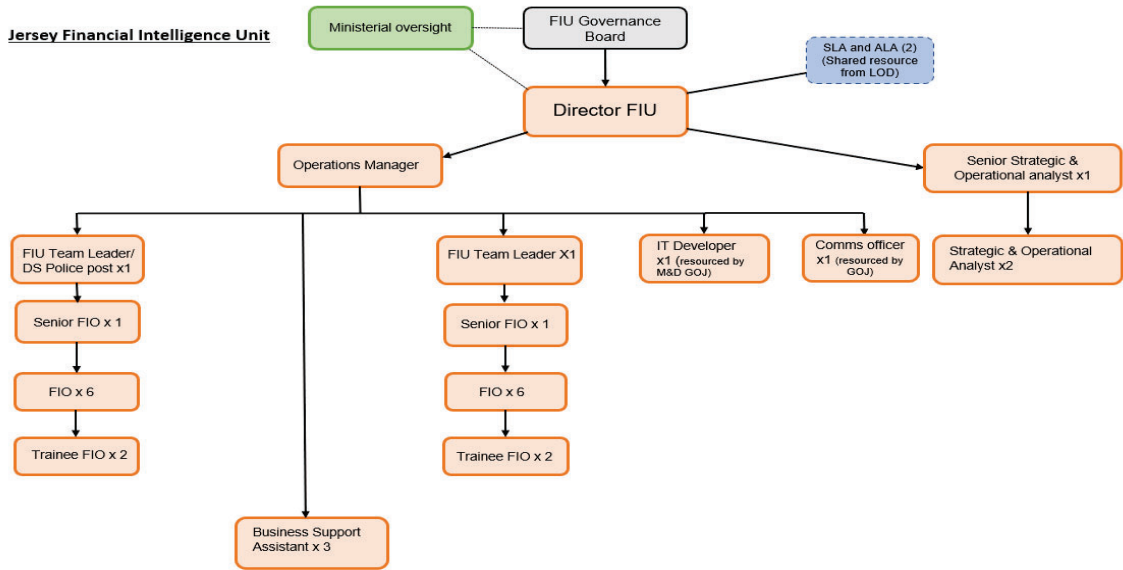 Jersey Financial Intelligence Unit
Ministerial oversight
FIU Governance
Board
SLA and ALA (2)
(Shared resource
from LOD)
Director FIU
Operations Manager
Senior Strategic &
Operational analyst x1
FIU Team Leader/
DS Police post x1
FIU Team Leader X1
IT Developer
x1 (resourced by
M&D GOJ)
Comms officer
x1 (resourced by
GOJ)
Strategic & Operational
Analyst x2
Senior FIO x 1
Senior FIO x 1
FIO x 6
FIO x 6
Trainee FIO x 2
Trainee FIO x 2
Business Support
Assistant x 3